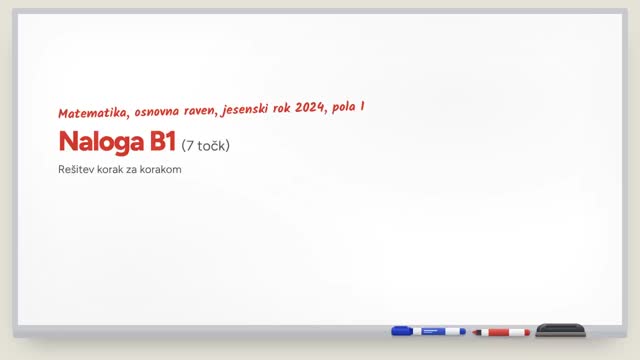 Matematika, osnovna raven, jesenski rok 2024, pola 1
Naloga B1 (7 točk)
Rešitev korak za korakom